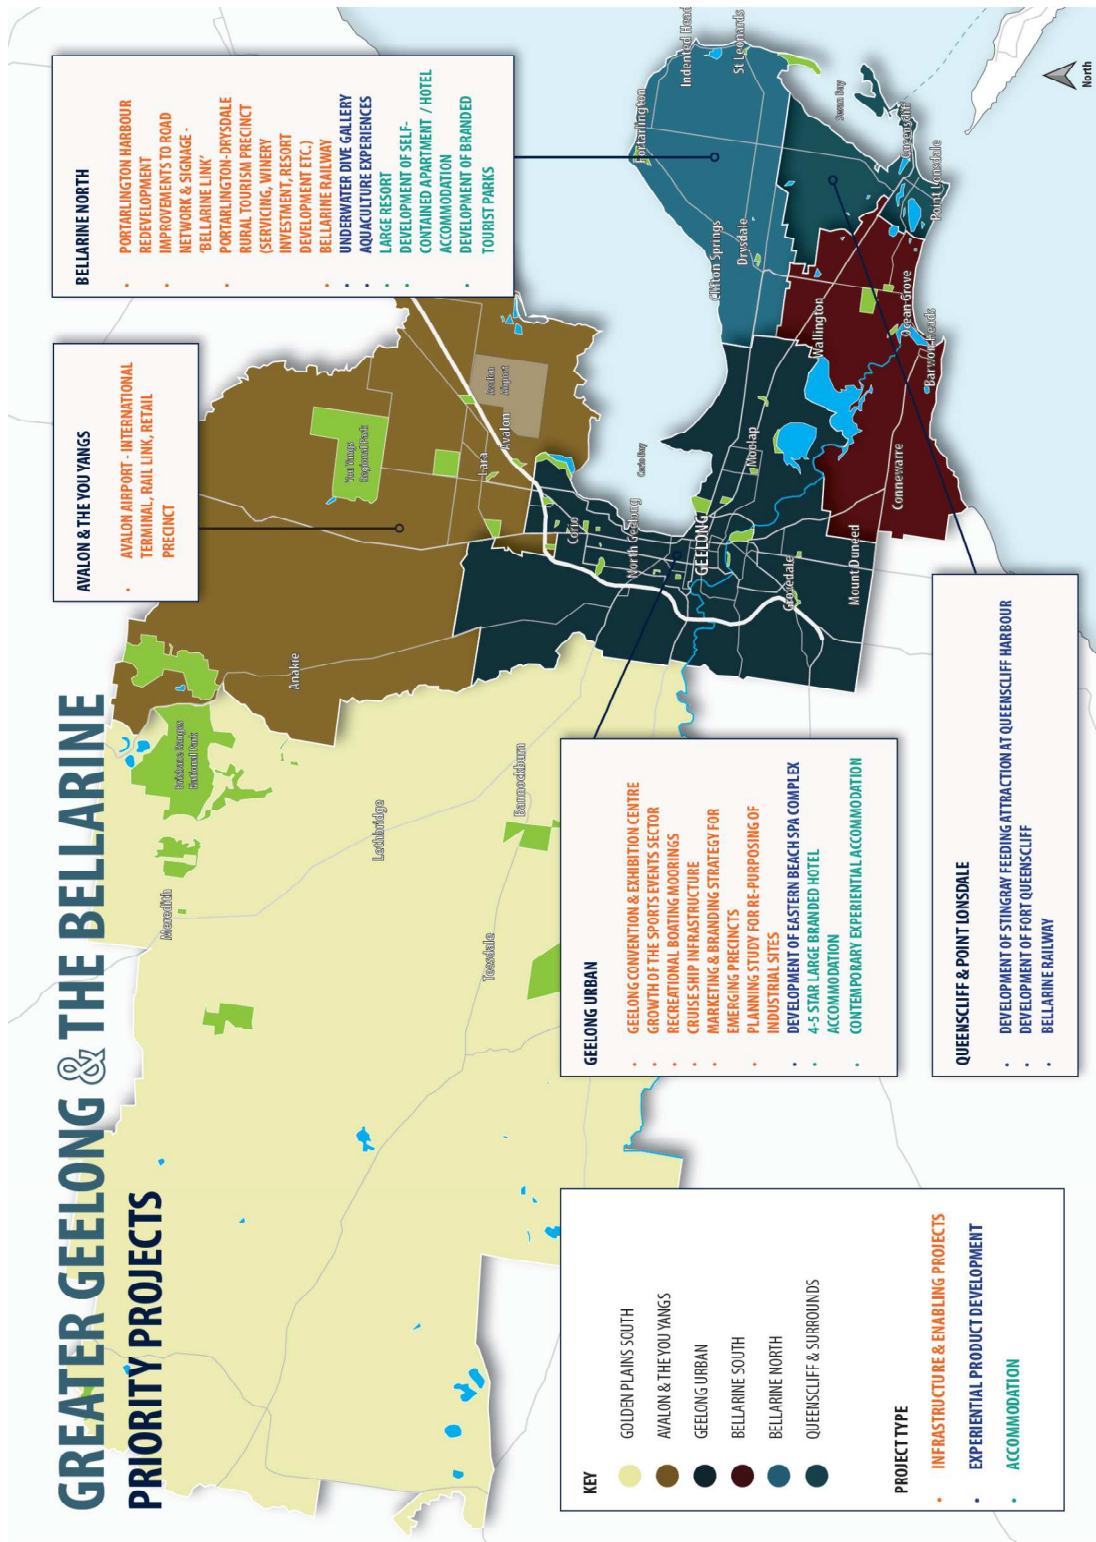 GREATER GEELONG & THE BELLARINE
PRIORITY PROJECTS
AVALON & THE YOU YANGS
• AVALON AIRPORT - INTERNATIONAL
TERMINAL, RAIL LINK, RETAIL
PRECINCT
BELLARINE NORTH
• PORTARLINGTON HARBOUR
REDEVELOPMENT
• IMPROVEMENTS TO ROAD
NETWORK & SIGNAGE -
'BELLARINE LINK'
• PORTARLINGTON-DRYSDALE
RURAL TOURISM PRECINCT
(SERVICING, WINERY
INVESTMENT, RESORT
DEVELOPMENT ETC.)
• BELLARINE RAILWAY
• UNDERWATER DIVE GALLERY
• AQUACULTURE EXPERIENCES
• LARGE RESORT
• DEVELOPMENT OF SELF-
CONTAINED APARTMENT / HOTEL
ACCOMMODATION
• DEVELOPMENT OF BRANDED
TOURIST PARKS
Meredith
Brisbane Ranges
National Park
Anakie
You Yangs
Regional Park
Lethbridge
Teesdale
Bannockburn
Lara
Avalon
Avalon
Airport
Corio
North Geelong
Corio Bay
GEELONG
Moolap
Grovedale
Mount Duneed
Connewarre
Wallington
Ocean Grove
Barwon Heads
Clifton Springs
Drysdale
Portarlington
Indented Head
St Leonards
Swan Bay
Queenscliff
Point Lonsdale
North
GEELONG URBAN
• GEELONG CONVENTION & EXHIBITION CENTRE
• GROWTH OF THE SPORTS EVENTS SECTOR
• RECREATIONAL BOATING MOORINGS
• CRUISE SHIP INFRASTRUCTURE
• MARKETING & BRANDING STRATEGY FOR
EMERGING PRECINCTS
• PLANNING STUDY FOR RE-PURPOSING OF
INDUSTRIAL SITES
• DEVELOPMENT OF EASTERN BEACH SPA COMPLEX
• 4-5 STAR LARGE BRANDED HOTEL
ACCOMMODATION
• CONTEMPORARY EXPERIENTIAL ACCOMMODATION
QUEENSCLIFF & POINT LONSDALE
• DEVELOPMENT OF STINGRAY FEEDING ATTRACTION AT QUEENSCLIFF HARBOUR
• DEVELOPMENT OF FORT QUEENSCLIFF
• BELLARINE RAILWAY
KEY
GOLDEN PLAINS SOUTH
AVALON & THE YOU YANGS
GEELONG URBAN
BELLARINE SOUTH
BELLARINE NORTH
QUEENSCLIFF & SURROUNDS
PROJECT TYPE
• INFRASTRUCTURE & ENABLING PROJECTS
• EXPERIENTIAL PRODUCT DEVELOPMENT
• ACCOMMODATION